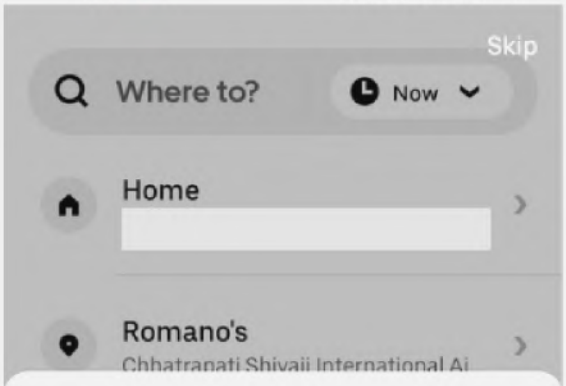 Skip
Where to? Now
Home
Romano's
Chhatrapati Shivaji International Ai